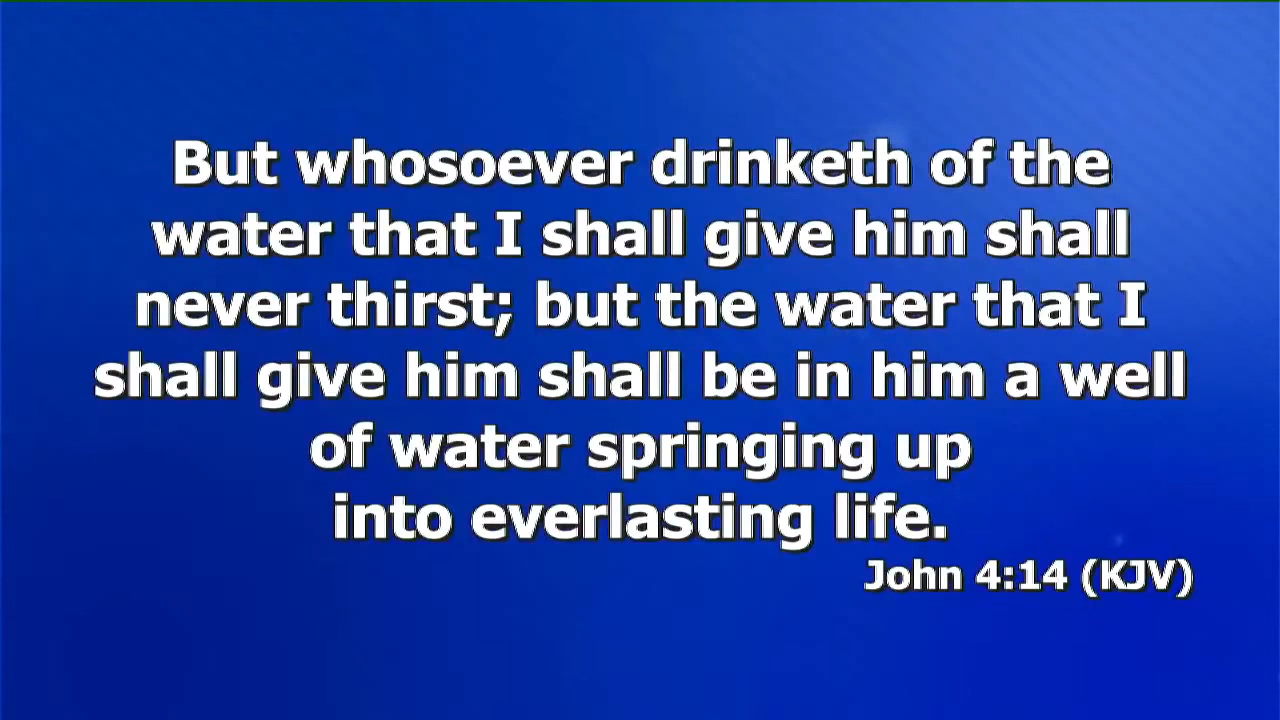 But whosoever drinketh of the
water that I shall give him shall
never thirst; but the water that I
shall give him shall be in him a well
of water springing up
into everlasting life.
John 4:14 (KJV)